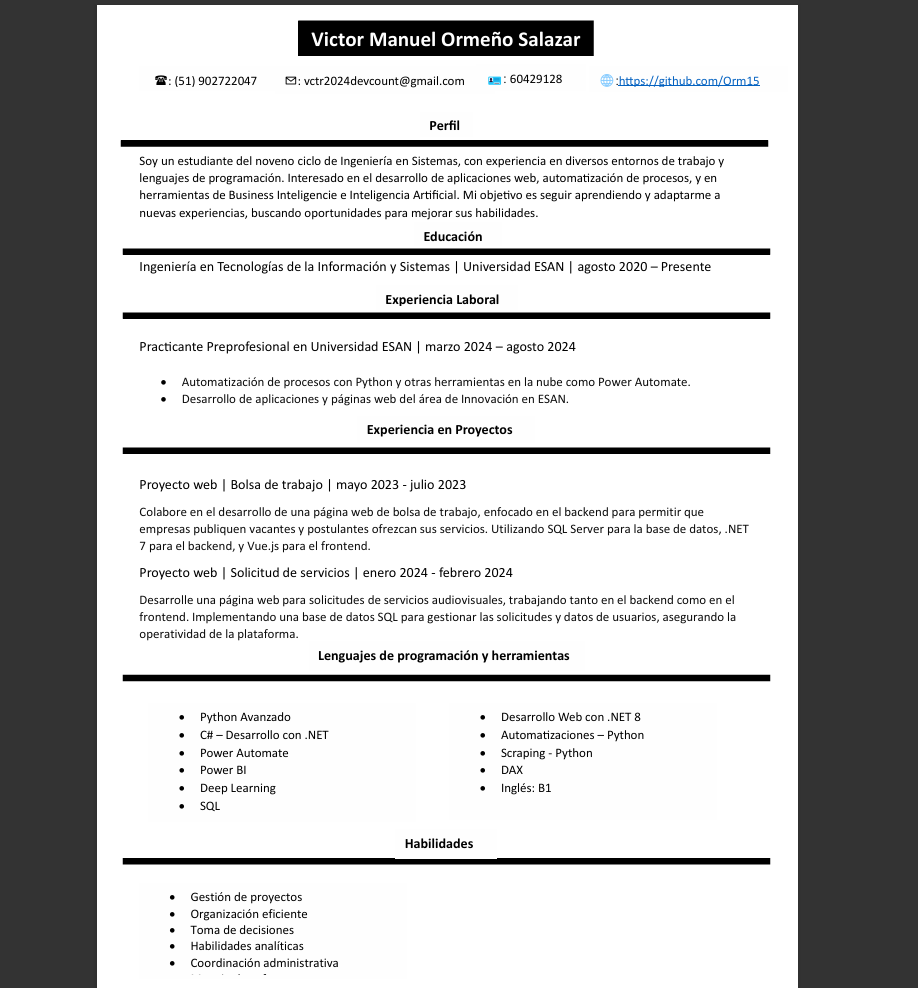 Victor Manuel Ormeño Salazar
☎: (51) 902722047 ✉: vctr2024devcount@gmail.com 🪪: 60429128 🌐:https://github.com/Orm15
Perfil
Soy un estudiante del noveno ciclo de Ingeniería en Sistemas, con experiencia en diversos entornos de trabajo y
lenguajes de programación. Interesado en el desarrollo de aplicaciones web, automatización de procesos, y en
herramientas de Business Inteligencie e Inteligencia Artificial. Mi objetivo es seguir aprendiendo y adaptarme a
nuevas experiencias, buscando oportunidades para mejorar sus habilidades.
Educación
Ingeniería en Tecnologías de la Información y Sistemas | Universidad ESAN | agosto 2020 – Presente
Experiencia Laboral
Practicante Preprofesional en Universidad ESAN | marzo 2024 – agosto 2024
• Automatización de procesos con Python y otras herramientas en la nube como Power Automate.
• Desarrollo de aplicaciones y páginas web del área de Innovación en ESAN.
Experiencia en Proyectos
Proyecto web | Bolsa de trabajo | mayo 2023 - julio 2023
Colabore en el desarrollo de una página web de bolsa de trabajo, enfocado en el backend para permitir que
empresas publiquen vacantes y postulantes ofrezcan sus servicios. Utilizando SQL Server para la base de datos, .NET
7 para el backend, y Vue.js para el frontend.
Proyecto web | Solicitud de servicios | enero 2024 - febrero 2024
Desarrolle una página web para solicitudes de servicios audiovisuales, trabajando tanto en el backend como en el
frontend. Implementando una base de datos SQL para gestionar las solicitudes y datos de usuarios, asegurando la
operatividad de la plataforma.
Lenguajes de programación y herramientas
• Python Avanzado
• C# – Desarrollo con .NET
• Power Automate
• Power BI
• Deep Learning
• SQL
• Desarrollo Web con .NET 8
• Automatizaciones – Python
• Scraping - Python
• DAX
• Inglés: B1
Habilidades
• Gestión de proyectos
• Organización eficiente
• Toma de decisiones
• Habilidades analíticas
• Coordinación administrativa